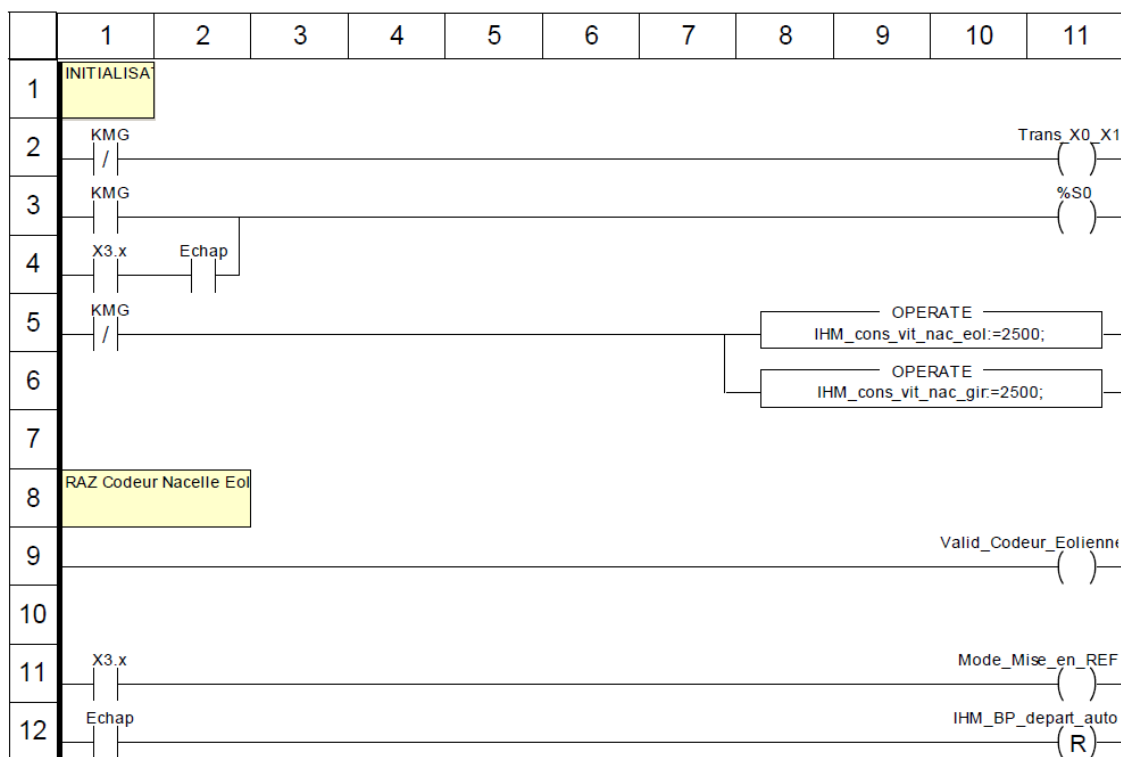 1 2 3 4 5 6 7 8 9 10 11
1 INITIALISA
2 KMG / Trans_X0_X1
3 KMG %S0
4 X3.x Echap
5 KMG / OPERATE
IHM_cons_vit_nac_eol:=2500;
6 OPERATE
IHM_cons_vit_nac_gir:=2500;
7
8 RAZ Codeur Nacelle Eol
9 Valid_Codeur_Eolienne
10
11 X3.x Mode_Mise_en_REF
12 Echap IHM_BP_depart_auto
R